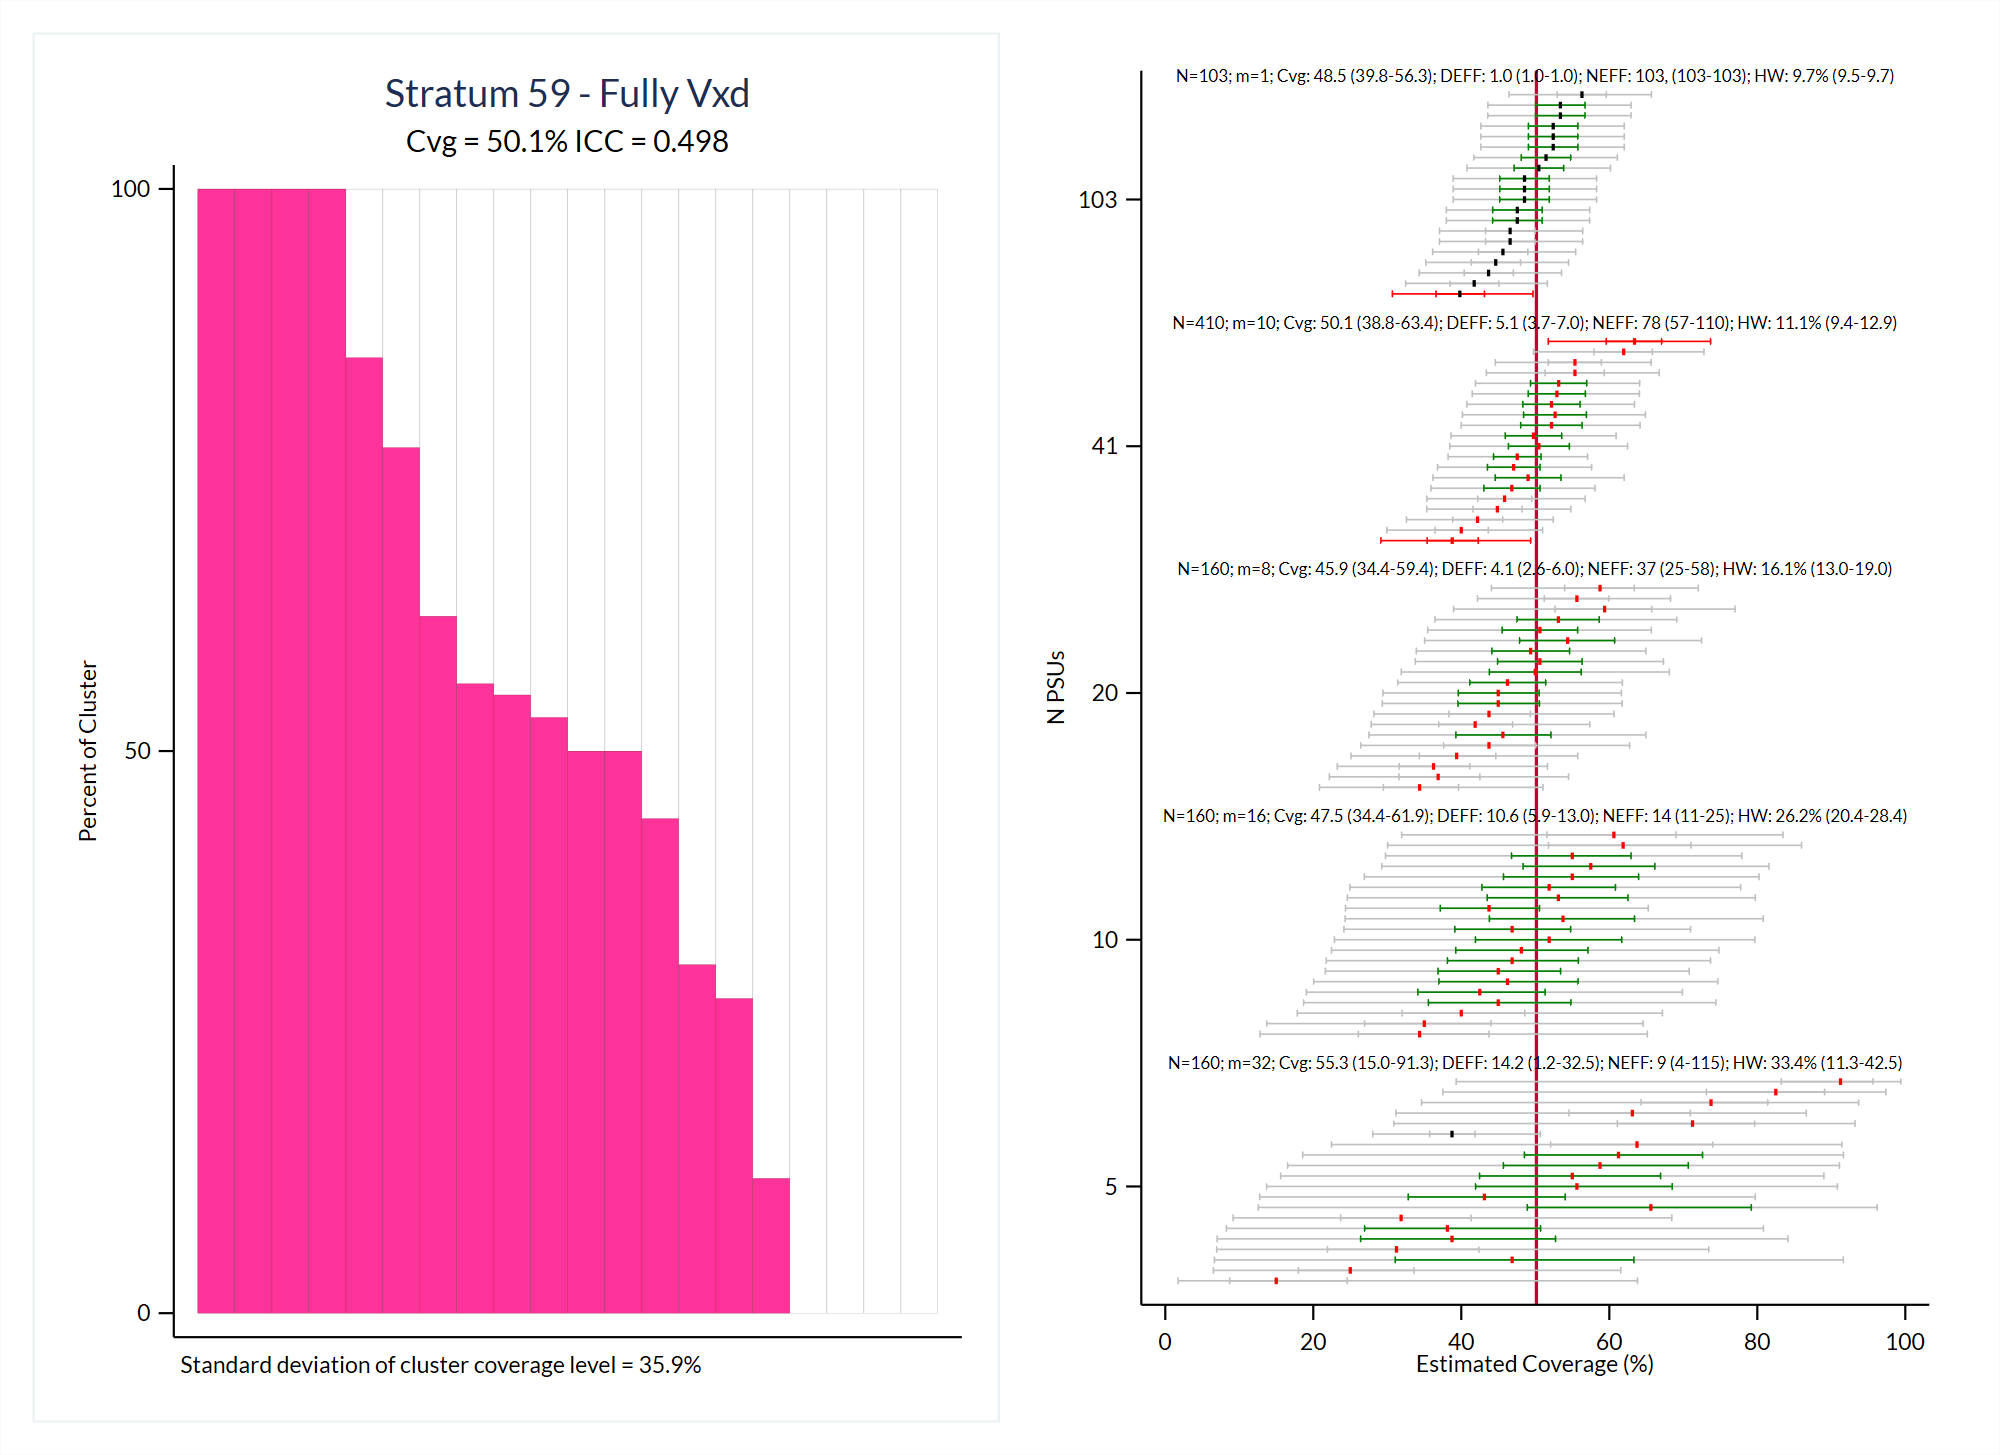 Stratum 59 - Fully Vxd
Cvg = 50.1% ICC = 0.498
100
50
0
Percent of Cluster
Standard deviation of cluster coverage level = 35.9%
N=103; m=1; Cvg: 48.5 (39.8-56.3); DEFF: 1.0 (1.0-1.0); NEFF: 103, (103-103); HW: 9.7% (9.5-9.7)
103
N=410; m=10; Cvg: 50.1 (38.8-63.4); DEFF: 5.1 (3.7-7.0); NEFF: 78 (57-110); HW: 11.1% (9.4-12.9)
41
N=160; m=8; Cvg: 45.9 (34.4-59.4); DEFF: 4.1 (2.6-6.0); NEFF: 37 (25-58); HW: 16.1% (13.0-19.0)
N PSUs
20
N=160; m=16; Cvg: 47.5 (34.4-61.9); DEFF: 10.6 (5.9-13.0); NEFF: 14 (11-25); HW: 26.2% (20.4-28.4)
10
N=160; m=32; Cvg: 55.3 (15.0-91.3); DEFF: 14.2 (1.2-32.5); NEFF: 9 (4-115); HW: 33.4% (11.3-42.5)
5
0 20 40 60 80 100
Estimated Coverage (%)